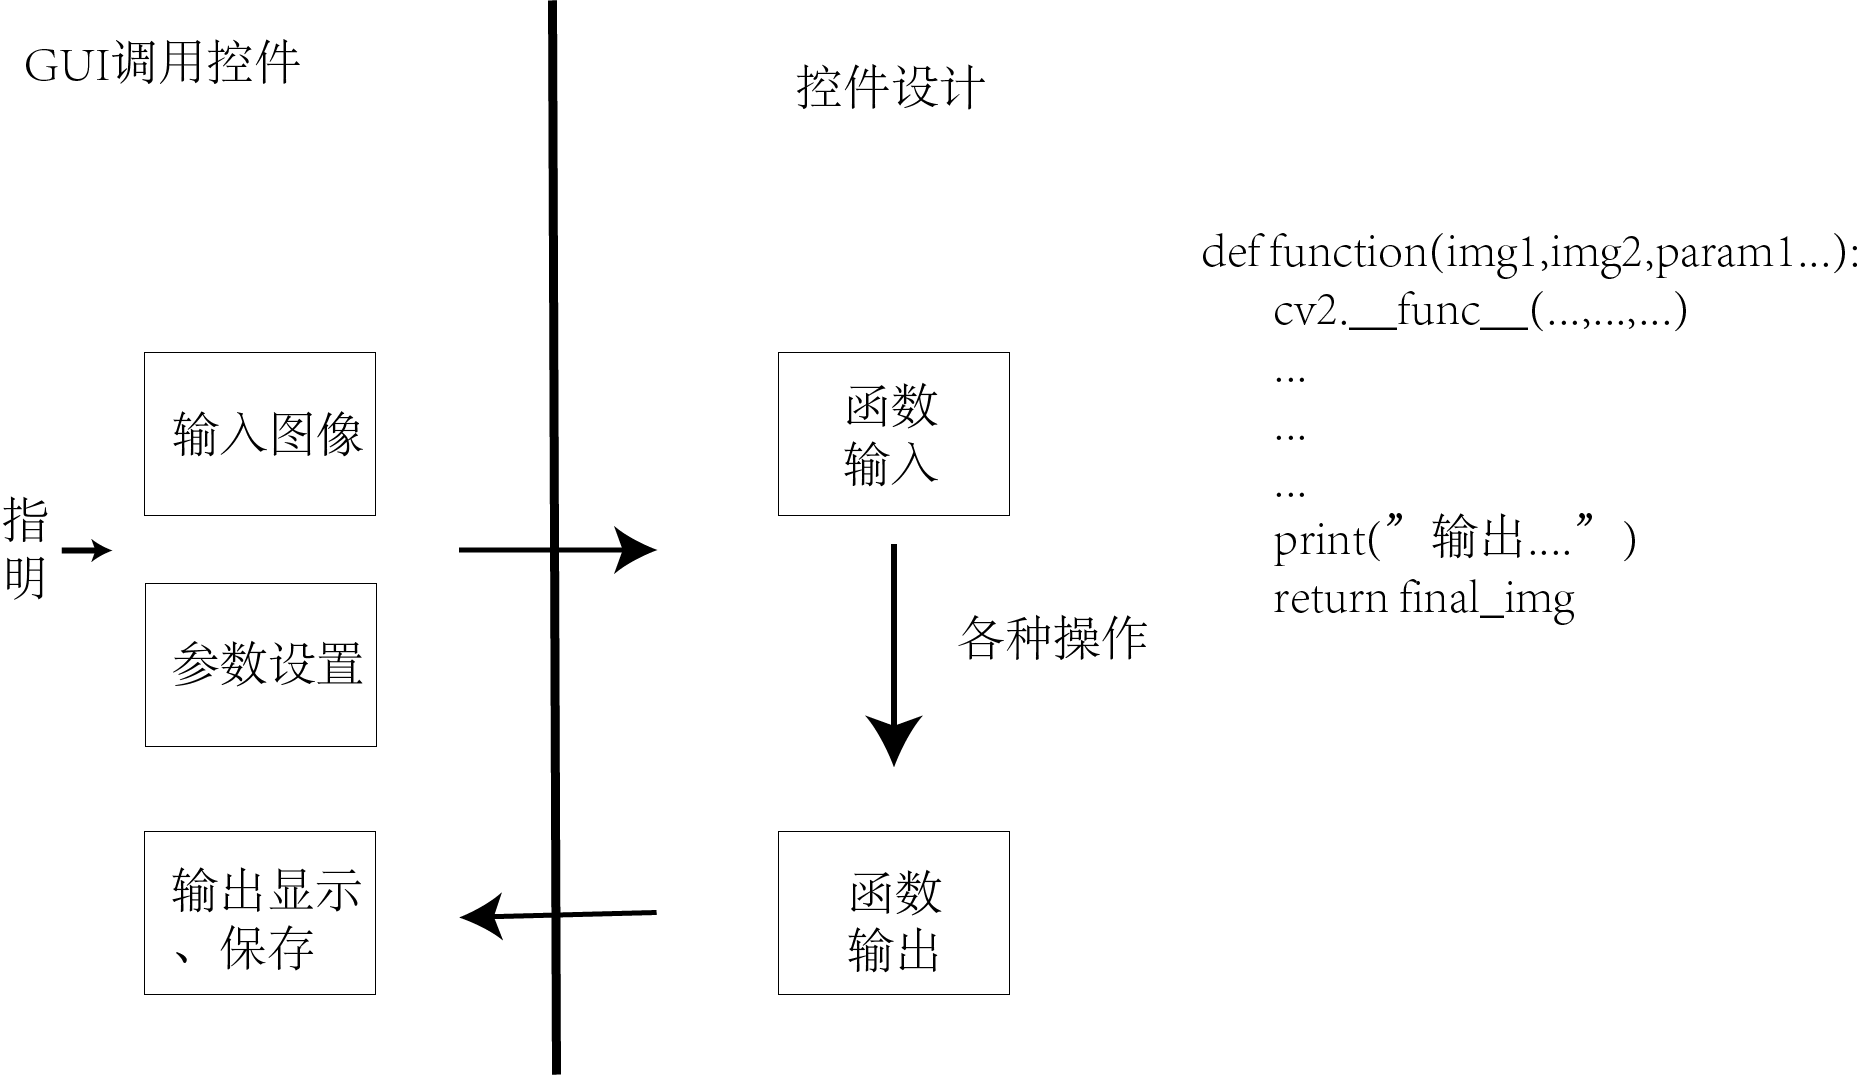 GUI调用控件
控件设计
指
明
输入图像
参数设置
输出显示
、保存
函数
输入
各种操作
函数
输出
def function(img1,img2,param1...):
cv2.__func__(...,...,...)
...
...
...
print(”输出....”)
return final_img